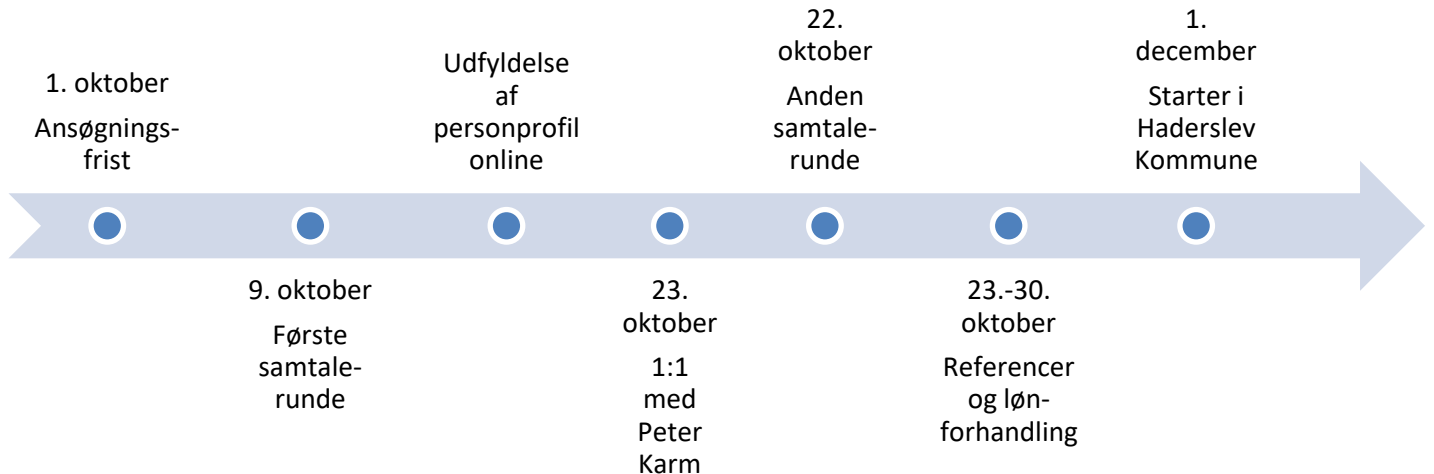 1. oktober
Ansøgnings-
frist
9. oktober
Første
samtale-
runde
Udfyldelse
af
personprofil
online
23.
oktober
1:1
med
Peter
Karm
22.
oktober
Anden
samtale-
runde
23.-30.
oktober
Referencer
og løn-
forhandling
1.
december
Starter i
Haderslev
Kommune